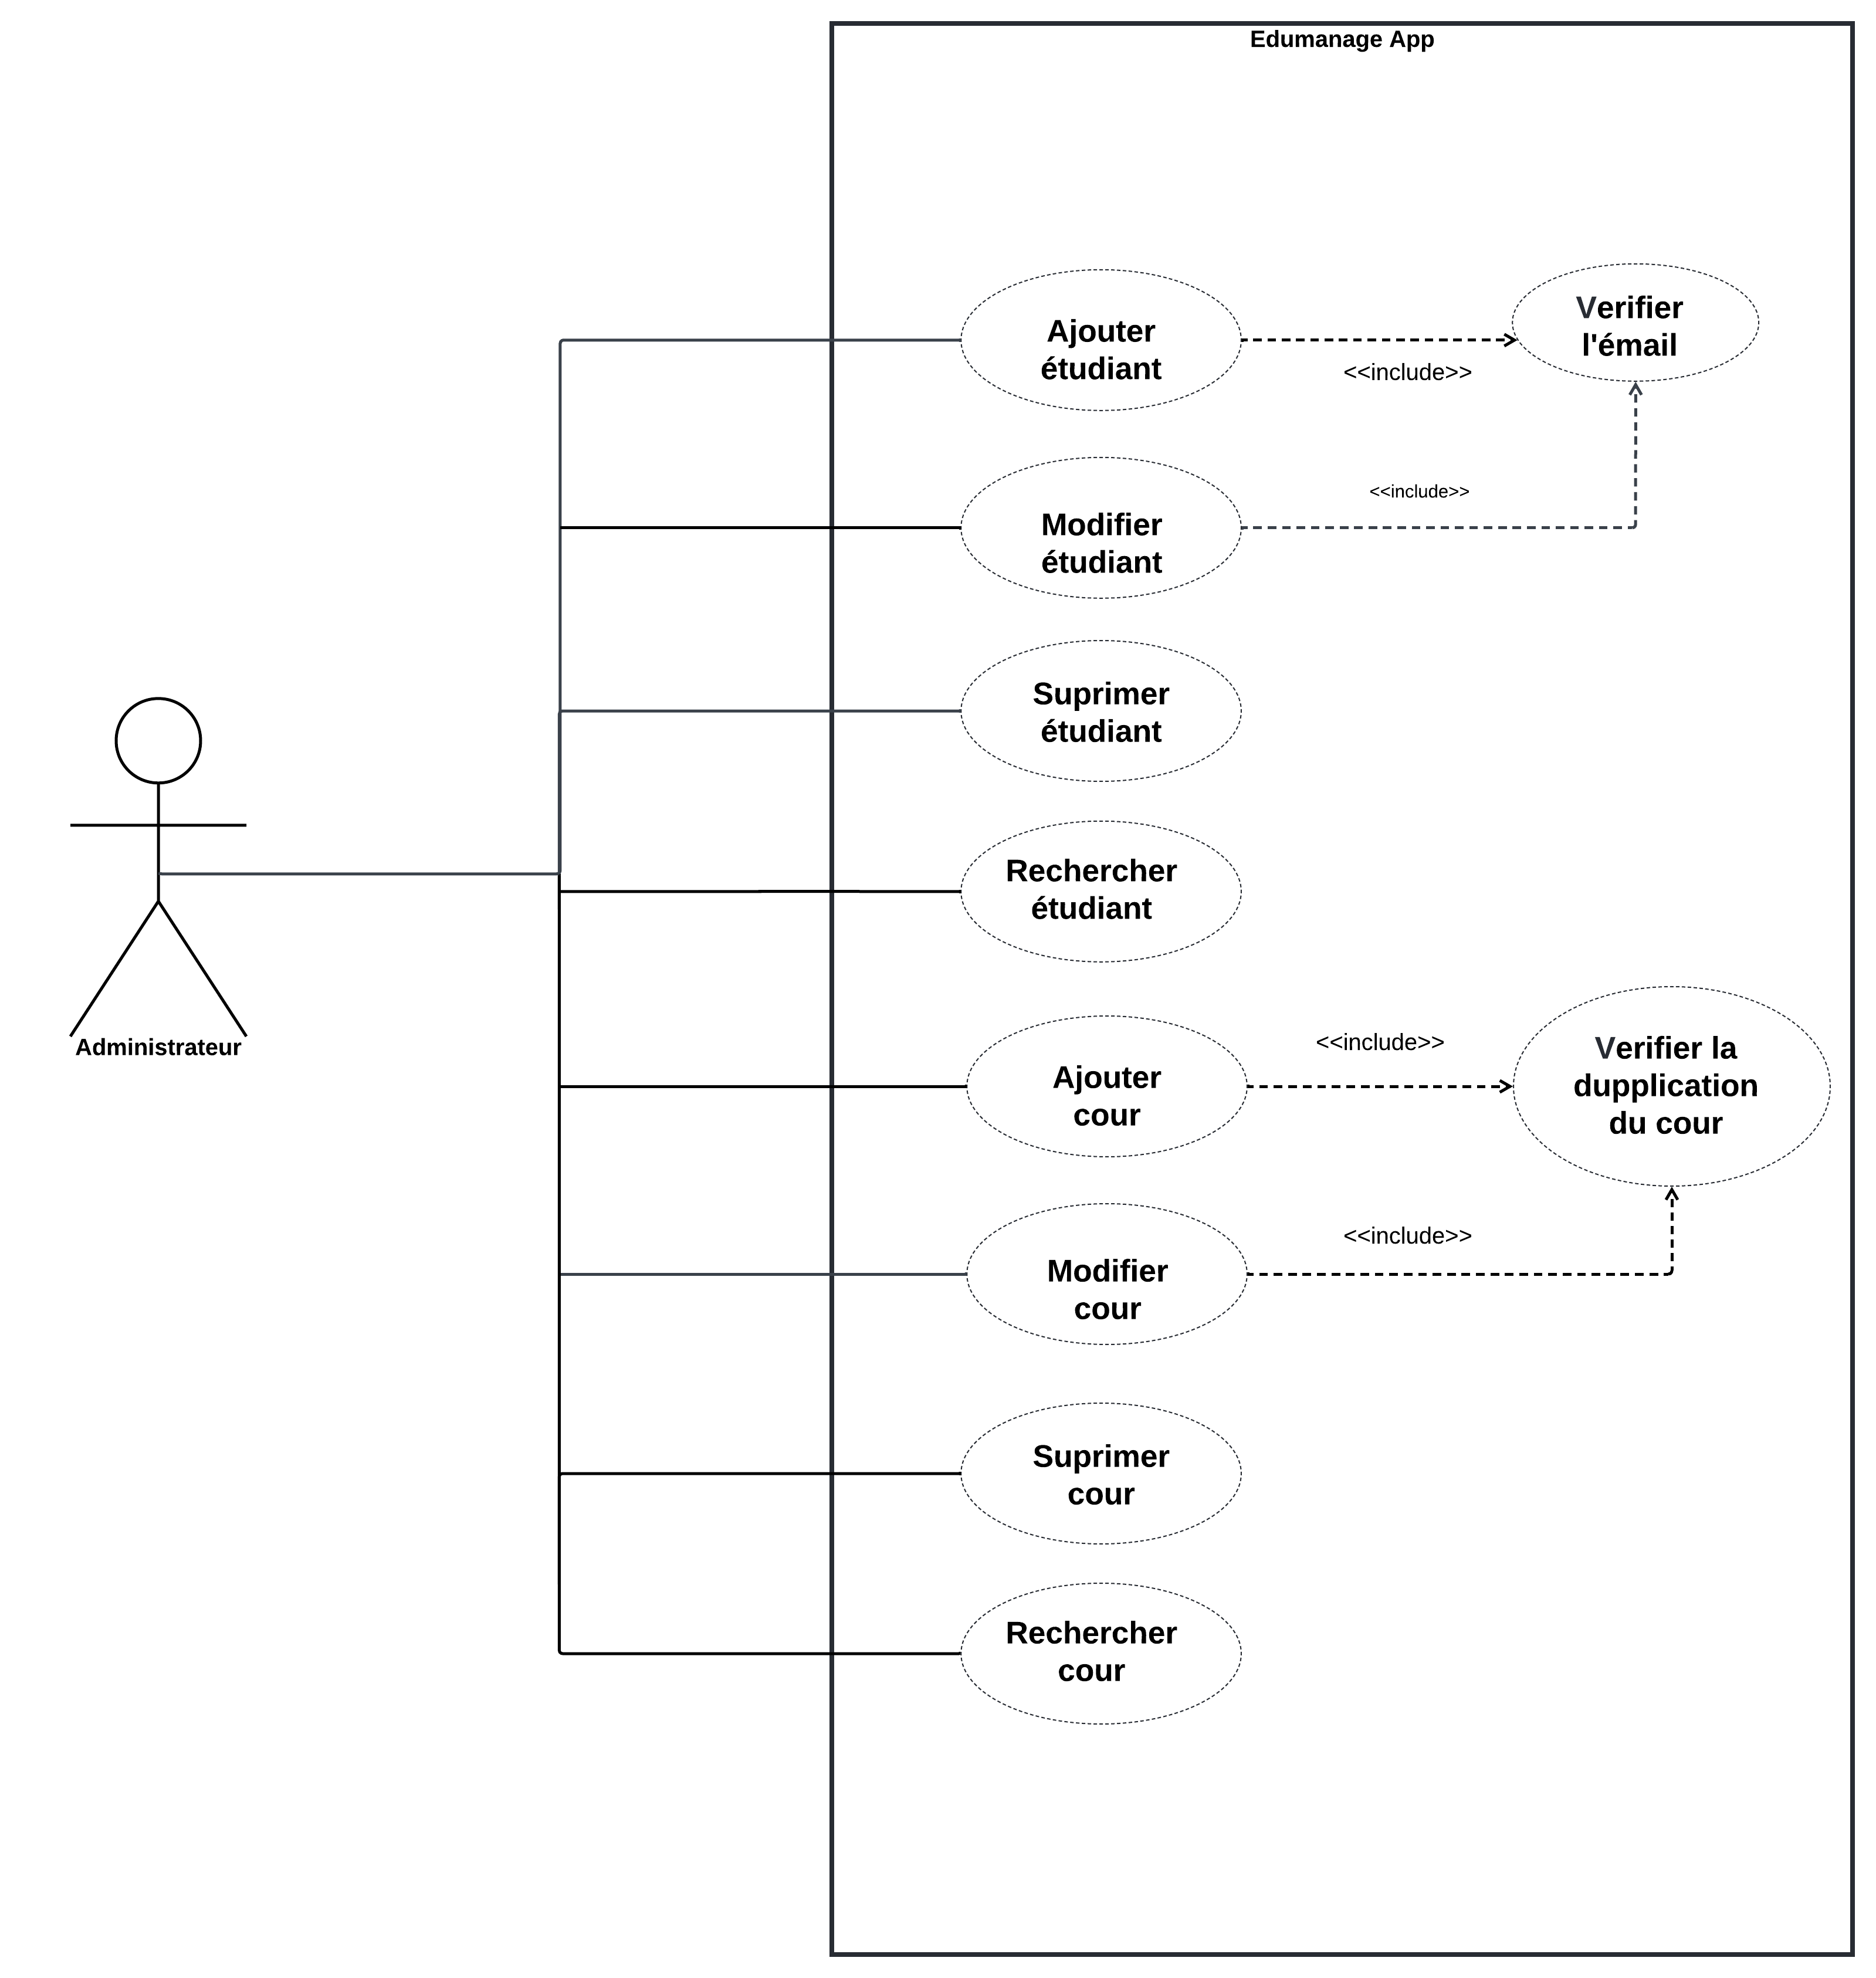 Edumanage App
Ajouter
étudiant
<<include>>
Verifier
l'émail
Modifier
étudiant
<<include>>
Suprimer
étudiant
Rechercher
étudiant
Administrateur
Ajouter
cour
<<include>>
Verifier la
dupplication
du cour
Modifier
cour
<<include>>
Suprimer
cour
Rechercher
cour